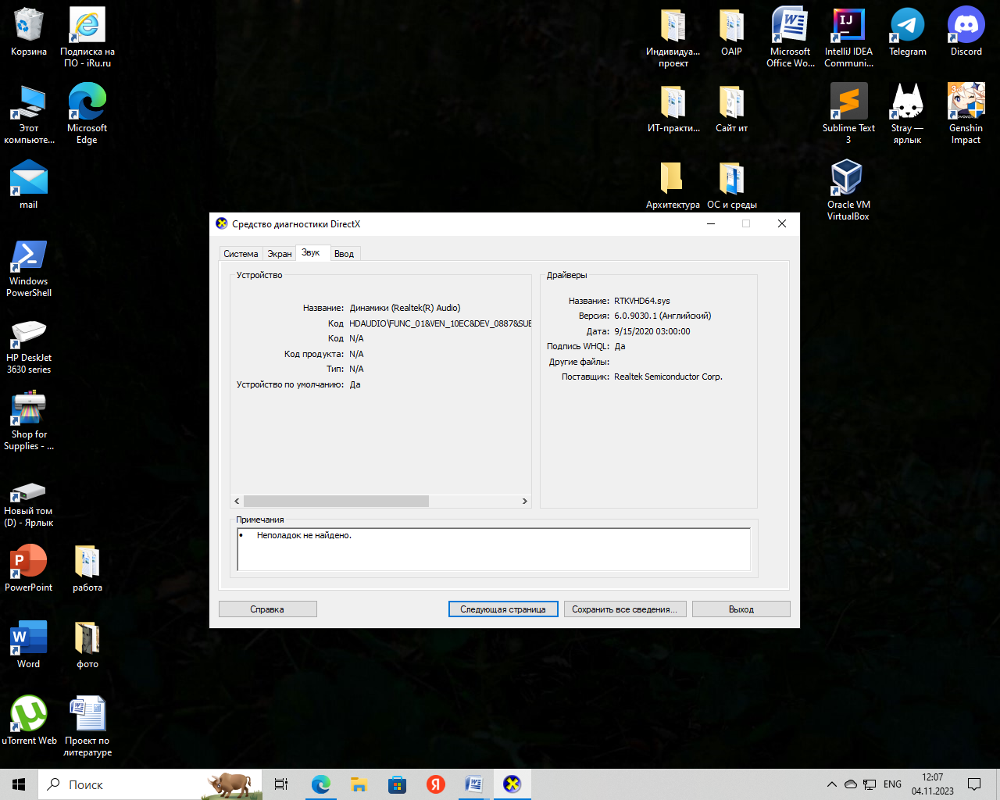 Корзина
Подписка на
ПО - iRu.ru
Индивидуа...
проект
OAIP
Microsoft
Office Wo...
IntelliJ IDEA
Communi...
Telegram
Discord
Этот
компьюте...
Microsoft
Edge
ИТ-практи...
Сайт ит
Sublime Text
3
Stray —
ярлык
Genshin
Impact
mail
Архитектура
ОС и среды
Oracle VM
VirtualBox
Windows
PowerShell
HP DeskJet
3630 series
Shop for
Supplies - ...
Новый том
(D) - Ярлык
PowerPoint
работа
Word
фото
uTorrent Web
Проект по
литературе
Средство диагностики DirectX
Система
Экран
Звук
Ввод
Устройство
Название: Динамики (Realtek(R) Audio)
Код HDAUDIO\FUNC_01&VEN_10EC&DEV_0887&SUE
Код N/A
Код продукта: N/A
Тип: N/A
Устройство по умолчанию: Да
Драйверы
Название: RTKVHD64.sys
Версия: 6.0.9030.1 (Английский)
Дата: 9/15/2020 03:00:00
Подпись WHQL: Да
Другие файлы:
Поставщик: Realtek Semiconductor Corp.
Примечания
• Неполадок не найдено.
Справка
Следующая страница
Сохранить все сведения...
Выход
Поиск
ENG
12:07
04.11.2023